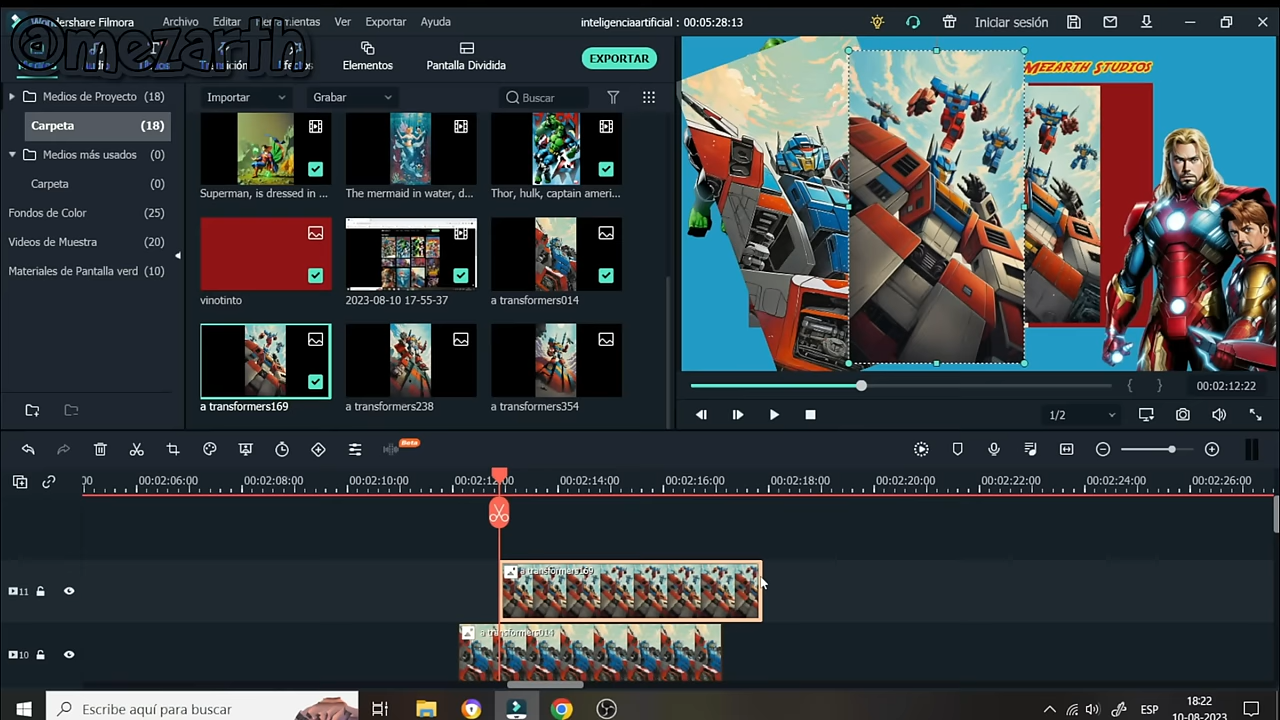 Wondershare Filmora
Archivo
Editar
Herramientas
Ver
Exportar
Ayuda
inteligenciaartificial : 00:05:28:13
Iniciar sesión
@mezarth
Elementos
Pantalla Dividida
EXPORTAR
Medios de Proyecto (18)
Importar
Grabar
Buscar
Carpeta (18)
Medios más usados (0)
Carpeta (0)
Fondos de Color (25)
Videos de Muestra (20)
Materiales de Pantalla verd (10)
Superman, is dressed in ...
The mermaid in water, d...
Thor, hulk, captain ameri...
vinotinto
2023-08-10 17-55-37
a transformers014
a transformers169
a transformers238
a transformers354
MEZARTH STUDIOS
00:02:12:22
1/2
Beta
00
00:02:06:00
00:02:08:00
00:02:10:00
00:02:12:00
00:02:14:00
00:02:16:00
00:02:18:00
00:02:20:00
00:02:22:00
00:02:24:00
00:02:26:00
11
a transformers169
10
a transformers014
Escribe aquí para buscar
ESP
18:22
10-08-2023